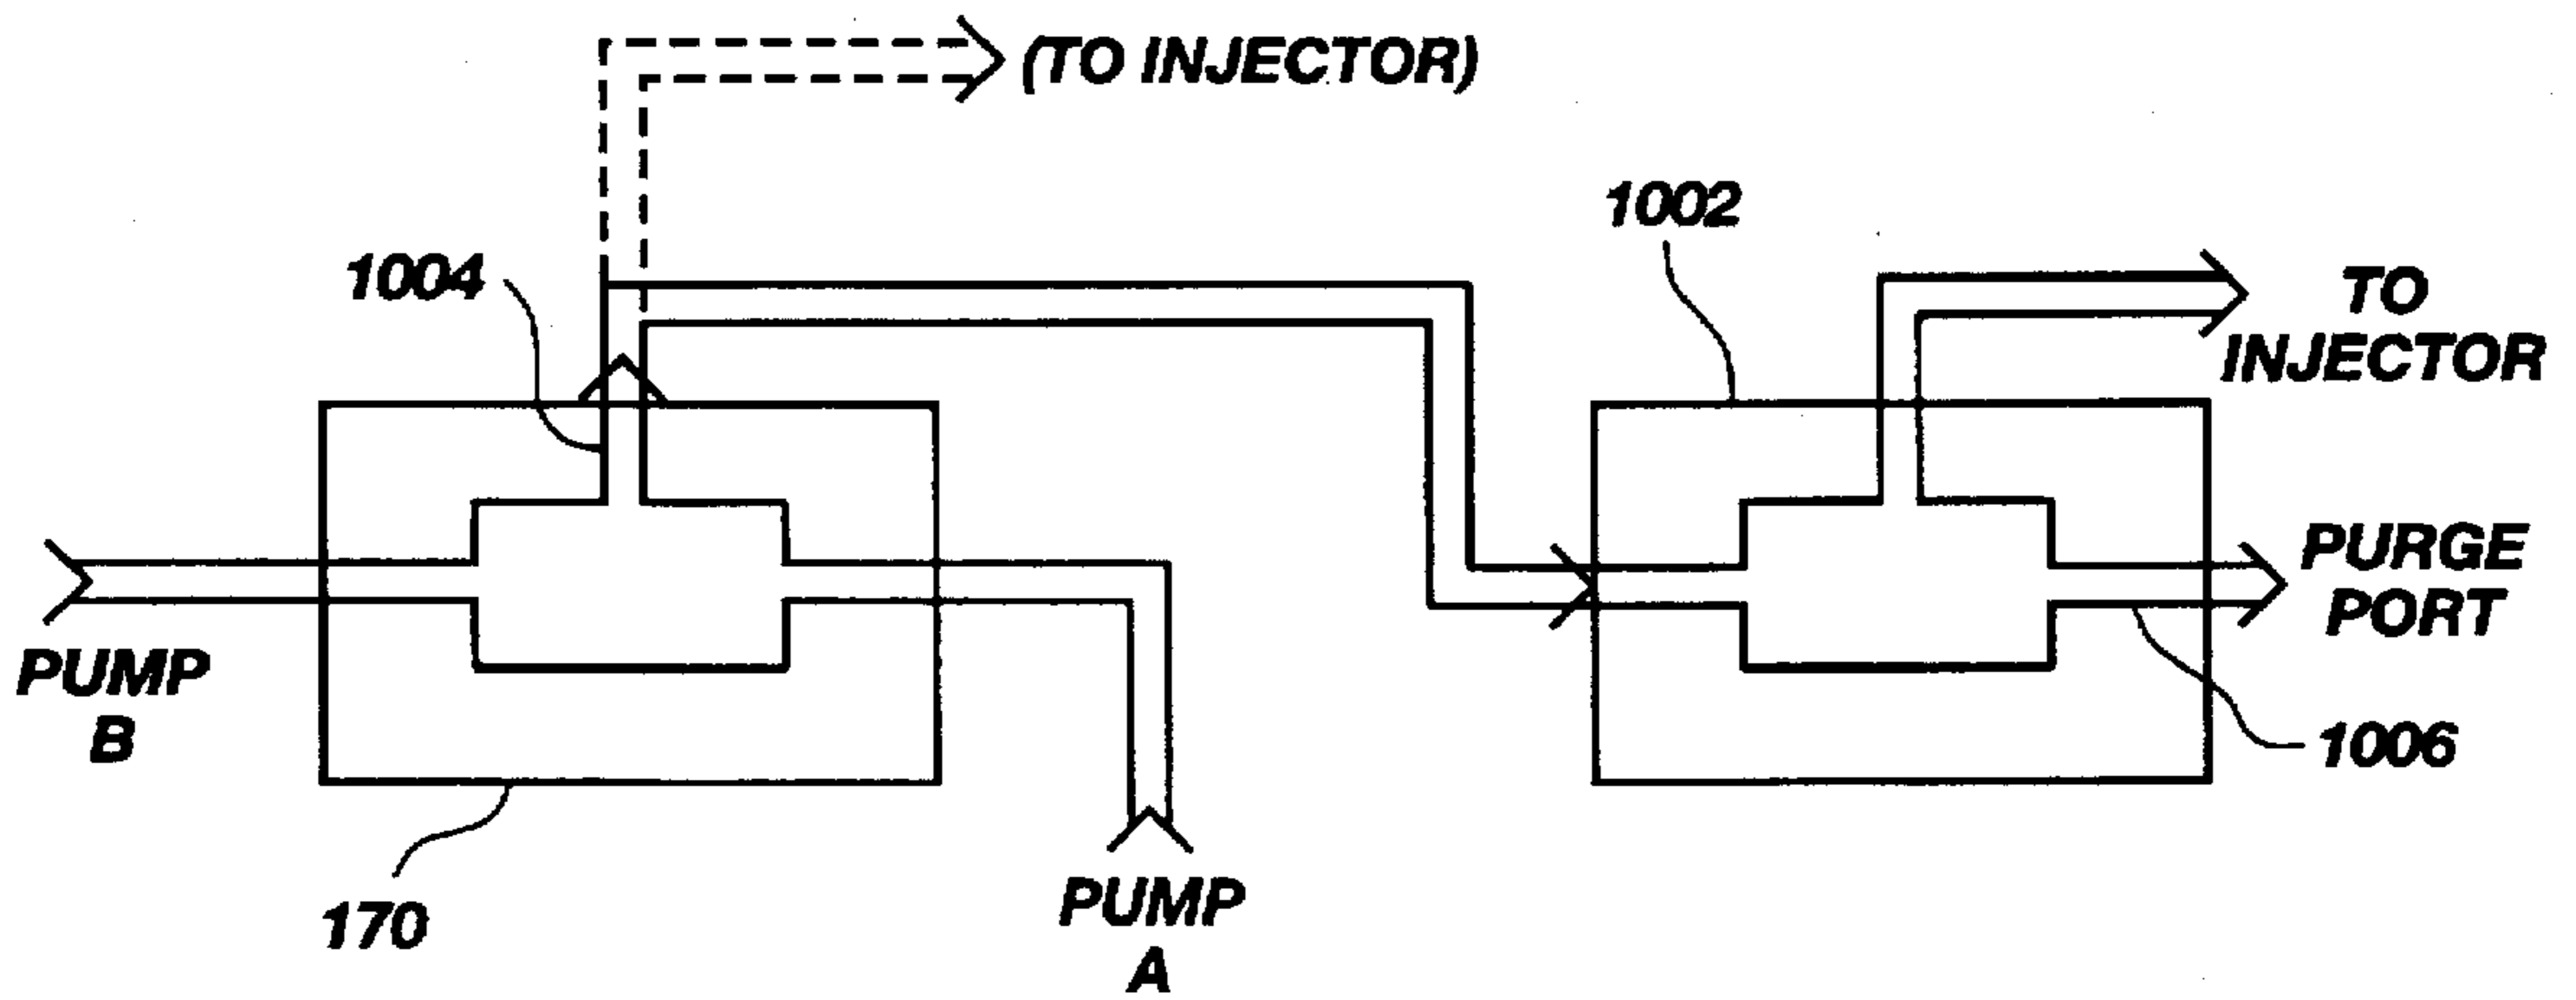 (TO INJECTOR)
1002
1004
TO
INJECTOR
PURGE
PORT
PUMP
B
1006
170
PUMP
A